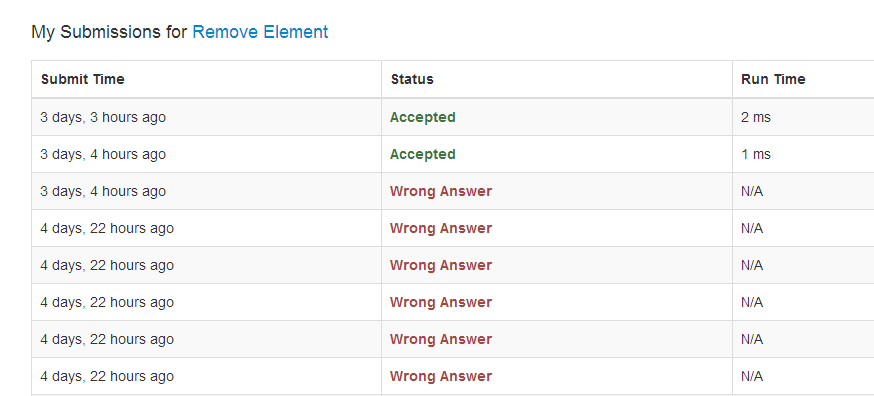 My Submissions for Remove Element
Submit Time Status Run Time
3 days, 3 hours ago Accepted 2 ms
3 days, 4 hours ago Accepted 1 ms
3 days, 4 hours ago Wrong Answer N/A
4 days, 22 hours ago Wrong Answer N/A
4 days, 22 hours ago Wrong Answer N/A
4 days, 22 hours ago Wrong Answer N/A
4 days, 22 hours ago Wrong Answer N/A
4 days, 22 hours ago Wrong Answer N/A